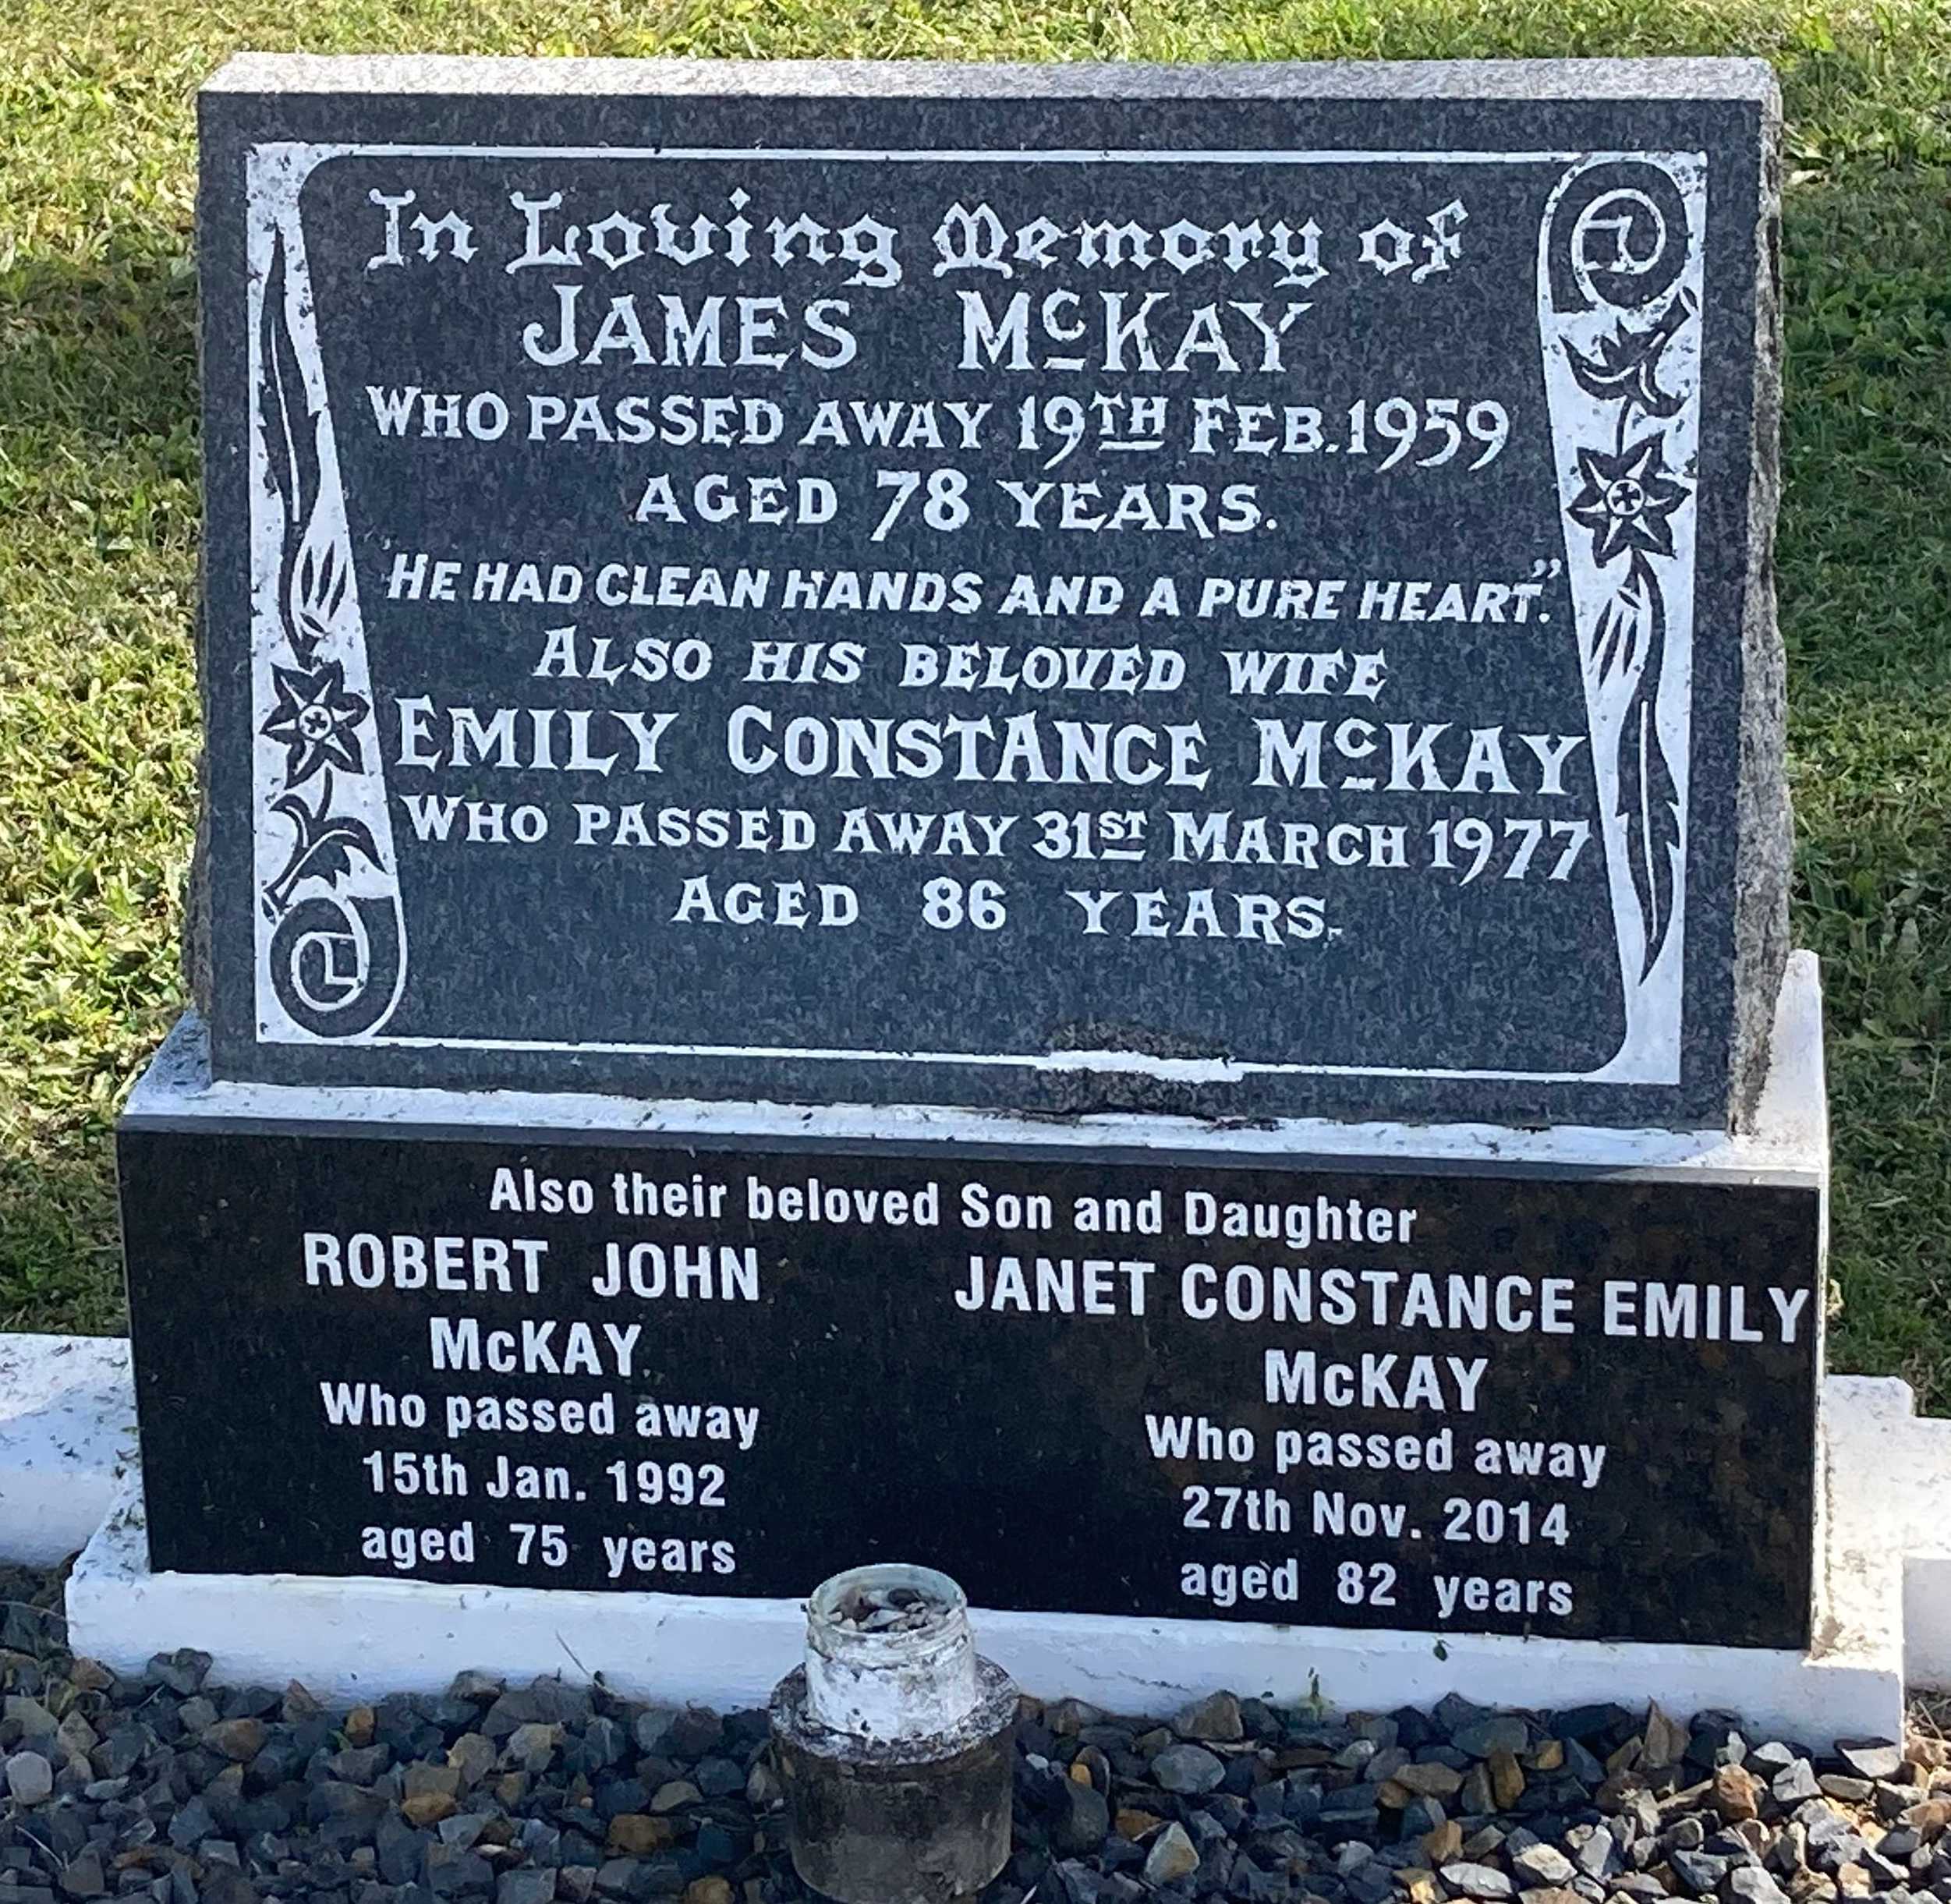 In Loving Memory of
JAMES McKAY
WHO PASSED AWAY 19TH FEB. 1959
AGED 78 YEARS.
"HE HAD CLEAN HANDS AND A PURE HEART."
ALSO HIS BELOVED WIFE
EMILY CONSTANCE McKAY
WHO PASSED AWAY 31ST MARCH 1977
AGED 86 YEARS.
Also their beloved Son and Daughter
ROBERT JOHN
McKAY
Who passed away
15th Jan. 1992
aged 75 years
JANET CONSTANCE EMILY
McKAY
Who passed away
27th Nov. 2014
aged 82 years